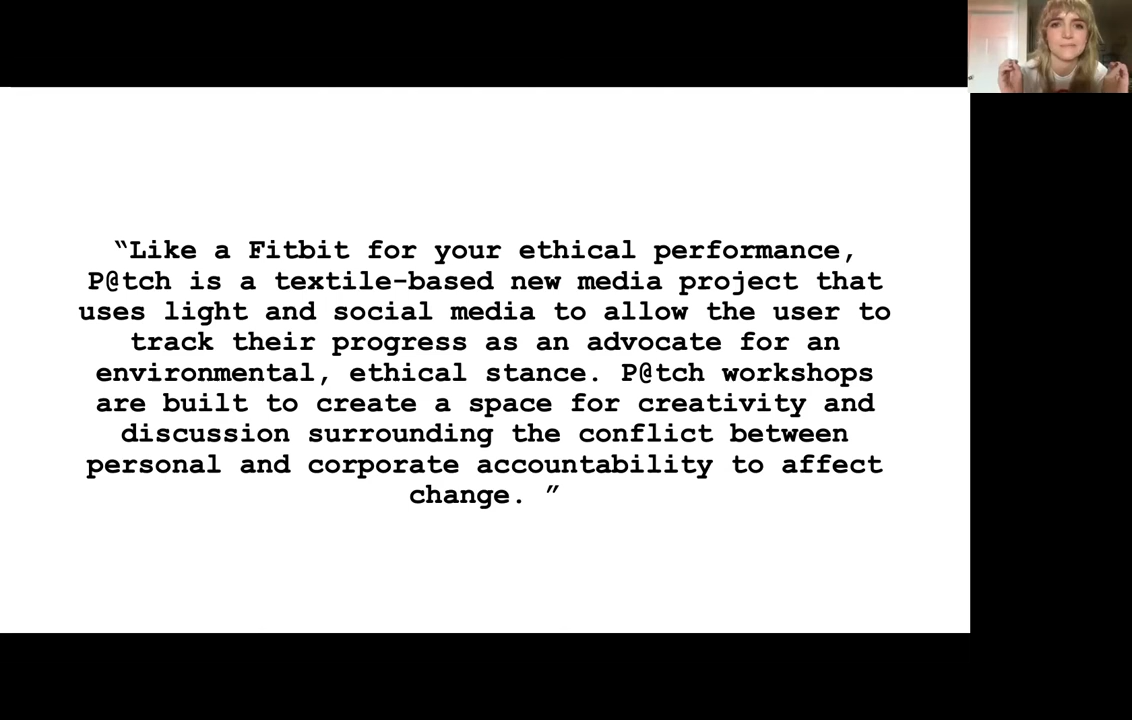 “Like a Fitbit for your ethical performance,
P@tch is a textile-based new media project that
uses light and social media to allow the user to
track their progress as an advocate for an
environmental, ethical stance. P@tch workshops
are built to create a space for creativity and
discussion surrounding the conflict between
personal and corporate accountability to affect
change. ”